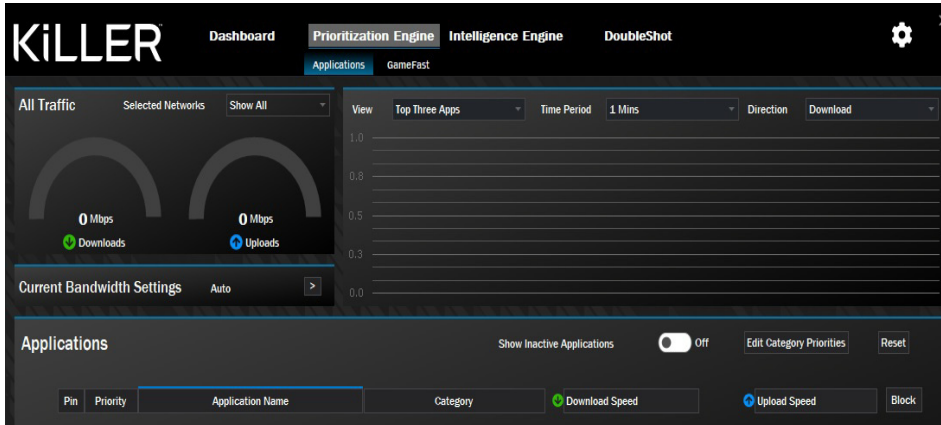 KiLLER
Dashboard Prioritization Engine Intelligence Engine DoubleShot
Applications GameFast
All Traffic Selected Networks Show All
View Top Three Apps Time Period 1 Mins Direction Download
1.0
0.8
0.5
0.3
0.0
0 Mbps 0 Mbps
Downloads Uploads
Current Bandwidth Settings Auto >
Applications Show Inactive Applications Off Edit Category Priorities Reset
Pin Priority Application Name Category Download Speed Upload Speed Block